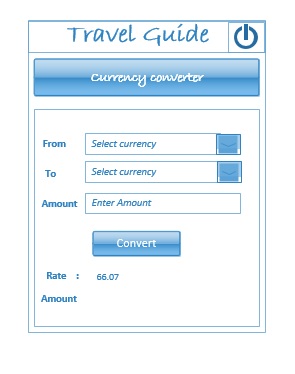 Travel Guide
Currency converter
From Select currency
To Select currency
Amount Enter Amount
Convert
Rate : 66.07
Amount